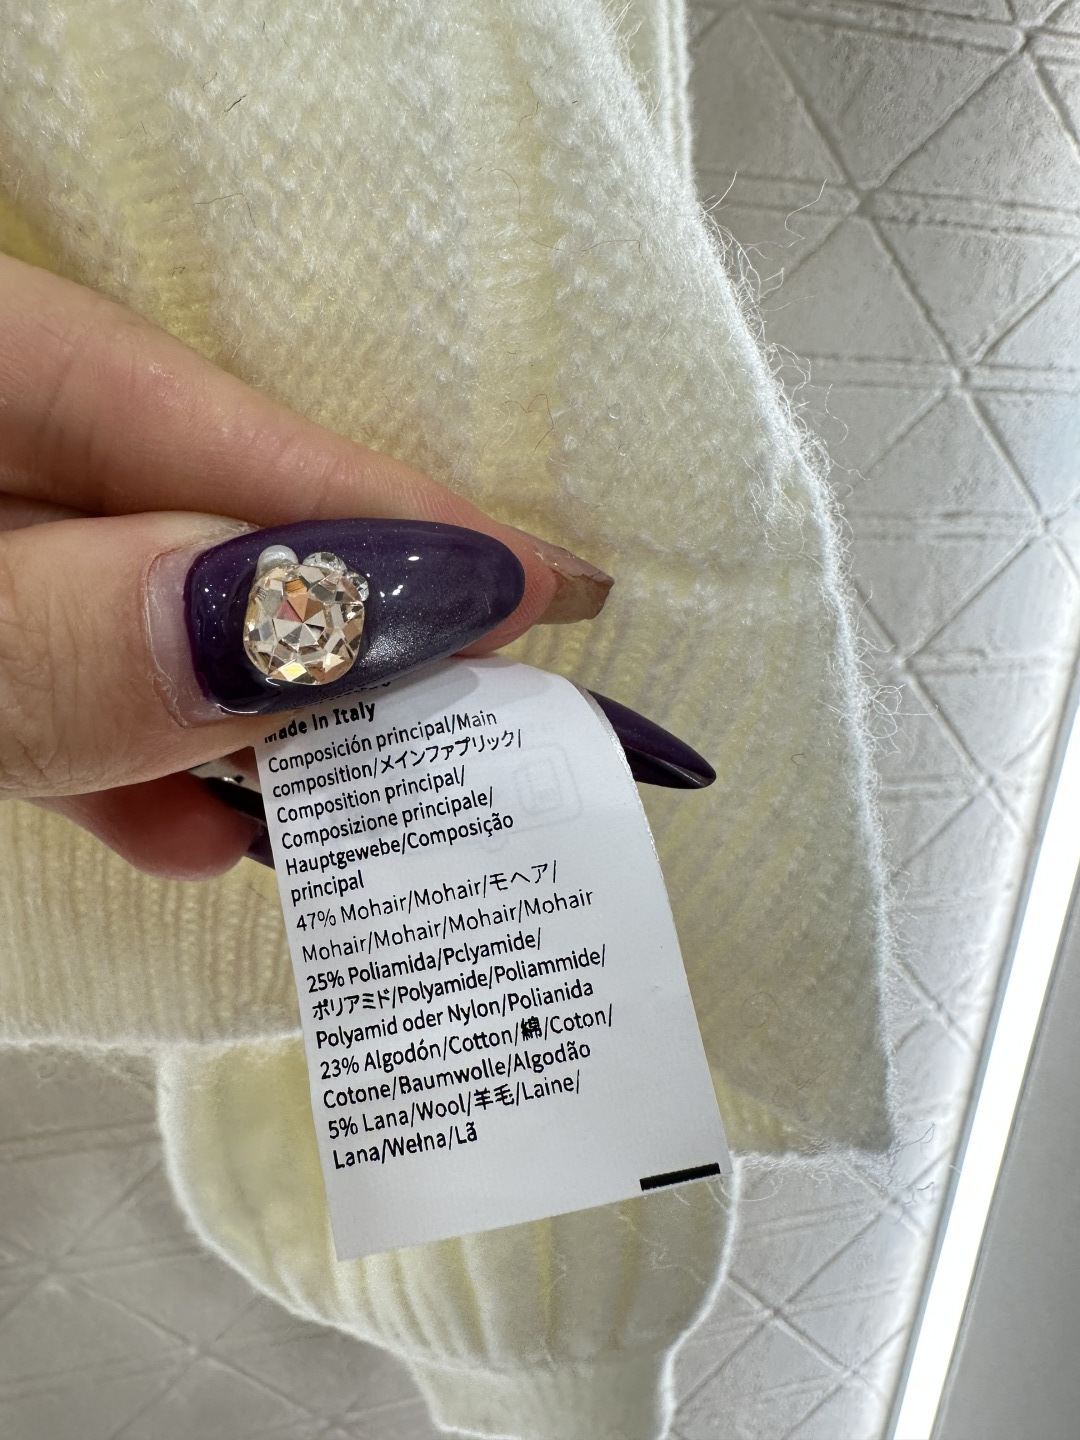 Made in Italy
Composición principal/Main
composition/メインファブリック/
Composition principal/
Composizione principale/
Hauptgewebe/Composição
principal
47% Mohair/Mohair/モヘア/
Mohair/Mohair/Mohair/Mohair
25% Poliamida/Pclyamide/
ポリアミド/Polyamide/Poliammide/
Polyamid oder Nylon/Polianida
23% Algodón/Cotton/綿/Coton/
Cotone/Baumwolle/Algodão
5% Lana/Wool/羊毛/Laine/
Lana/Wełna/Lã